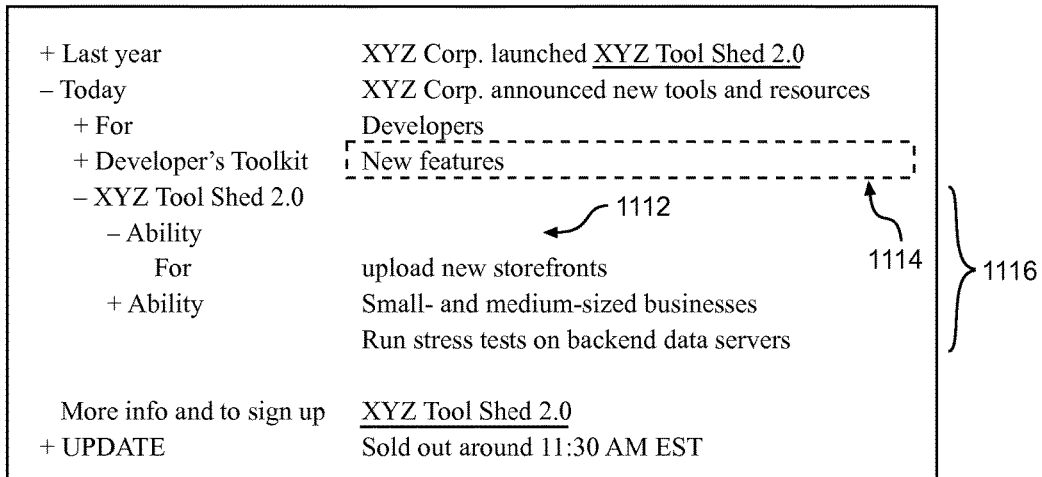 + Last year XYZ Corp. launched XYZ Tool Shed 2.0
– Today XYZ Corp. announced new tools and resources
+ For Developers
+ Developer's Toolkit New features
– XYZ Tool Shed 2.0
1112
– Ability
1114
1116
For upload new storefronts
+ Ability Small- and medium-sized businesses
Run stress tests on backend data servers
More info and to sign up XYZ Tool Shed 2.0
+ UPDATE Sold out around 11:30 AM EST